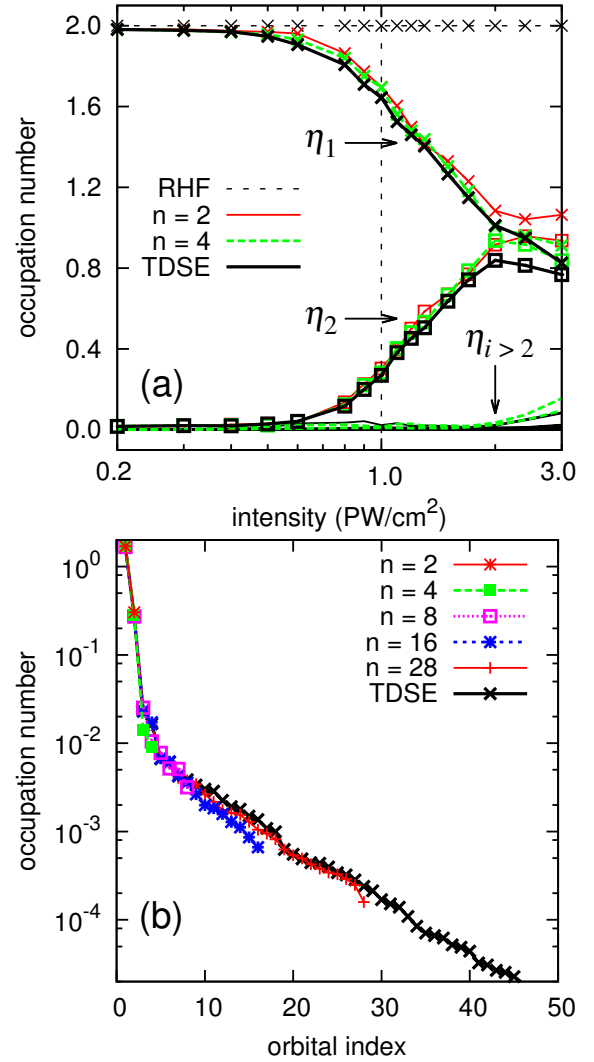 2.0
1.6
1.2
0.8
0.4
0.0
occupation number
η1
RHF
n = 2
n = 4
TDSE
η2
ηi > 2
(a)
0.2
1.0
3.0
intensity (PW/cm²)
10⁰
10⁻¹
10⁻²
10⁻³
10⁻⁴
occupation number
n = 2
n = 4
n = 8
n = 16
n = 28
TDSE
(b)
0
10
20
30
40
50
orbital index